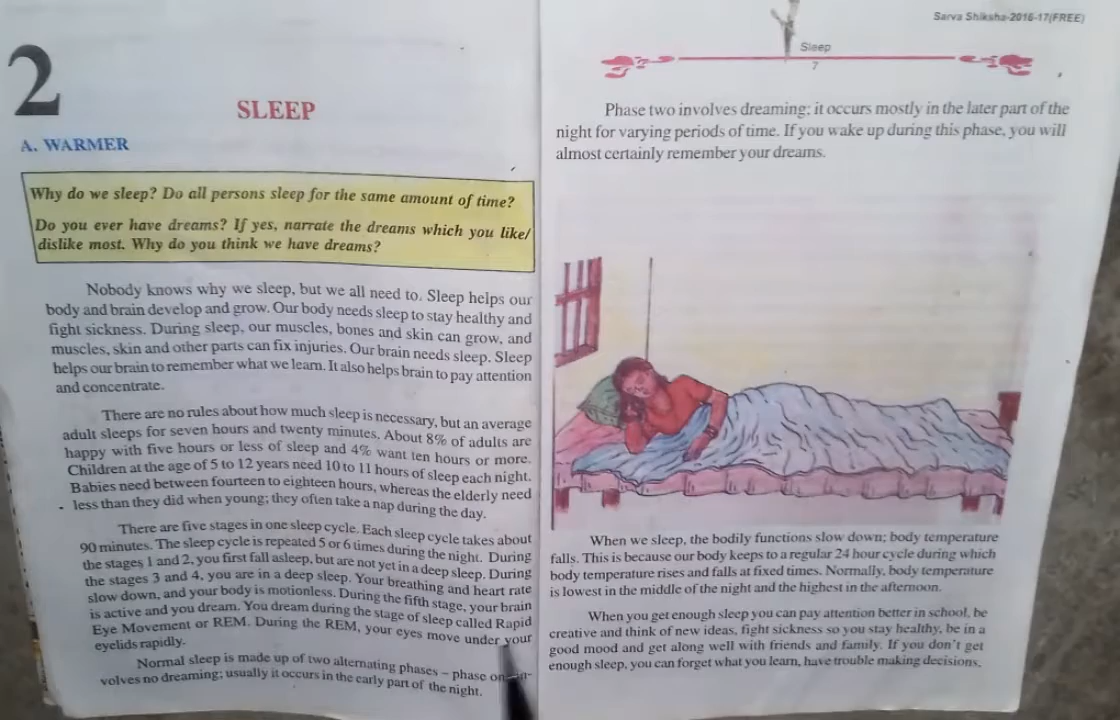 2
SLEEP
A. WARMER
Why do we sleep? Do all persons sleep for the same amount of time?
Do you ever have dreams? If yes, narrate the dreams which you like/
dislike most. Why do you think we have dreams?
Nobody knows why we sleep, but we all need to. Sleep helps our
body and brain develop and grow. Our body needs sleep to stay healthy and
fight sickness. During sleep, our muscles, bones and skin can grow, and
muscles, skin and other parts can fix injuries. Our brain needs sleep. Sleep
helps our brain to remember what we learn. It also helps brain to pay attention
and concentrate.
There are no rules about how much sleep is necessary, but an average
adult sleeps for seven hours and twenty minutes. About 8% of adults are
happy with five hours or less of sleep and 4% want ten hours or more.
Children at the age of 5 to 12 years need 10 to 11 hours of sleep each night.
Babies need between fourteen to eighteen hours, whereas the elderly need
less than they did when young; they often take a nap during the day.
There are five stages in one sleep cycle. Each sleep cycle takes about
90 minutes. The sleep cycle is repeated 5 or 6 times during the night. During
the stages 1 and 2, you first fall asleep, but are not yet in a deep sleep. During
the stages 3 and 4, you are in a deep sleep. Your breathing and heart rate
slow down, and your body is motionless. During the fifth stage, your brain
is active and you dream. You dream during the stage of sleep called Rapid
Eye Movement or REM. During the REM, your eyes move under your
eyelids rapidly.
Normal sleep is made up of two alternating phases – phase in-
volves no dreaming; usually it occurs in the early part of the night.
Sarva Shiksha-2016-17(FREE)
Sleep
7
Phase two involves dreaming; it occurs mostly in the later part of the
night for varying periods of time. If you wake up during this phase, you will
almost certainly remember your dreams.
When we sleep, the bodily functions slow down; body temperature
falls. This is because our body keeps to a regular 24 hour cycle during which
body temperature rises and falls at fixed times. Normally, body temperature
is lowest in the middle of the night and the highest in the afternoon.
When you get enough sleep you can pay attention better in school, be
creative and think of new ideas, fight sickness so you stay healthy, be in a
good mood and get along well with friends and family. If you don't get
enough sleep, you can forget what you learn, have trouble making decisions,